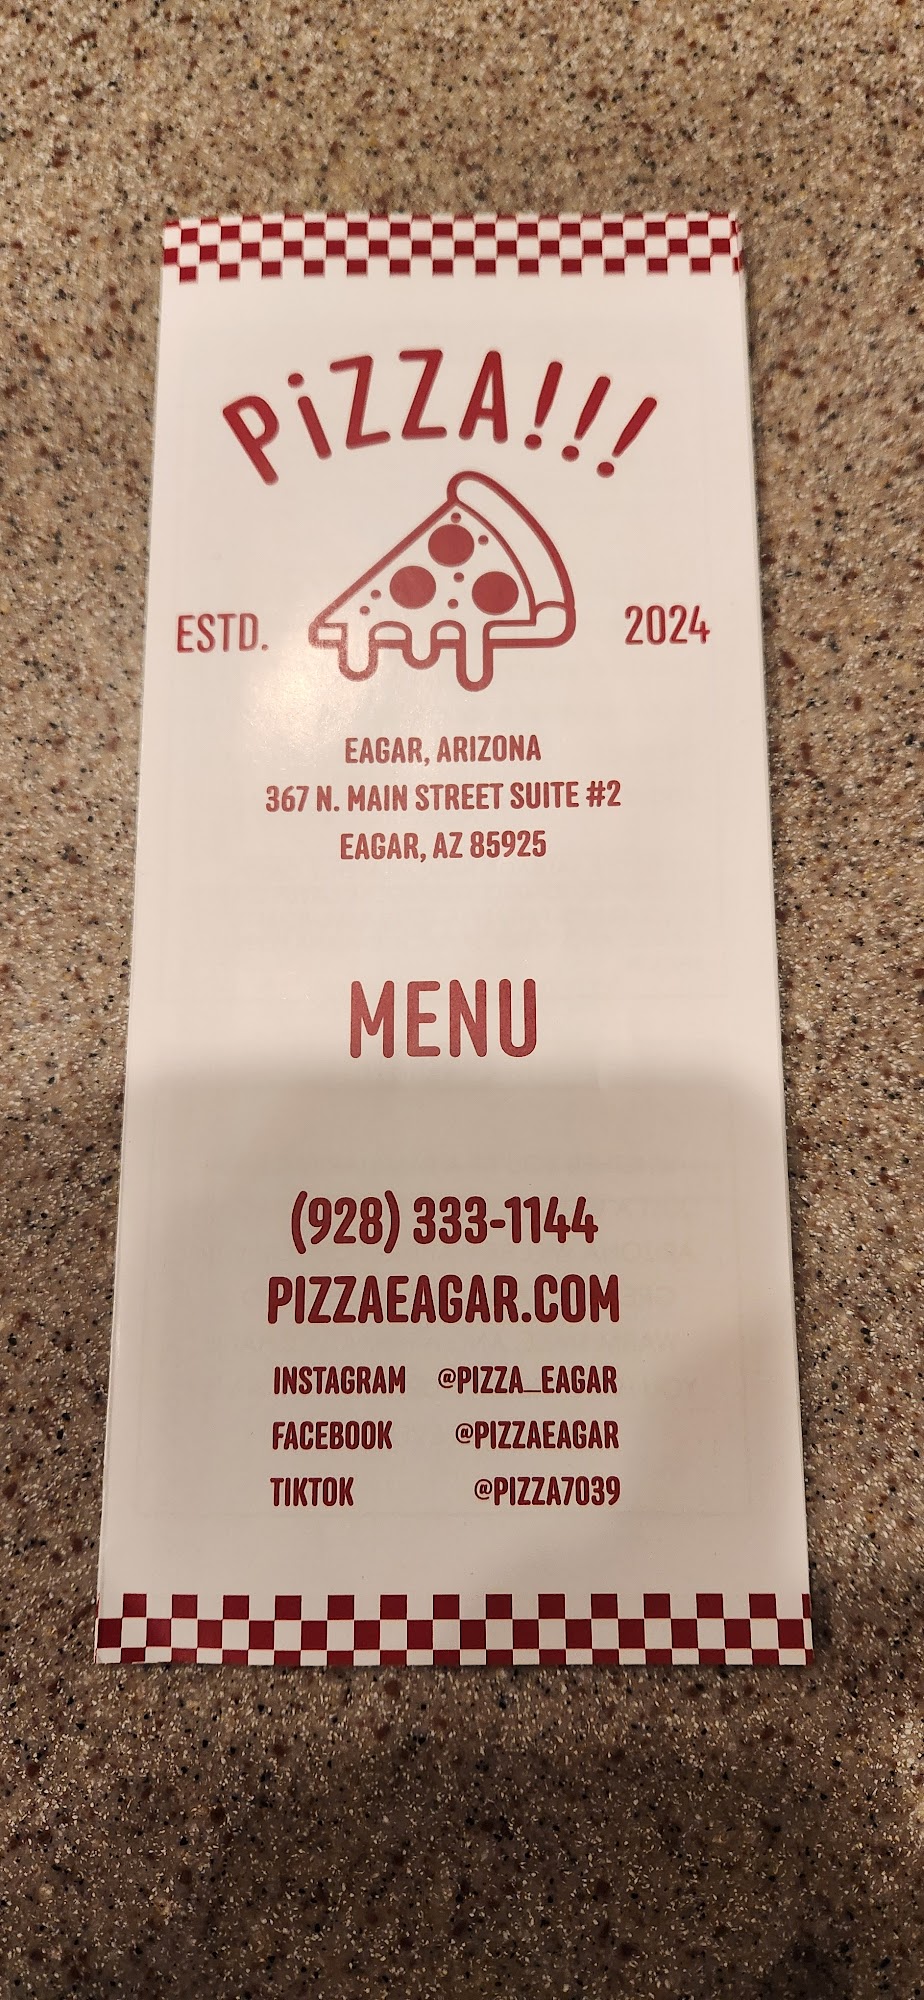 PiZZA!!!
ESTD. 2024
EAGAR, ARIZONA
367 N. MAIN STREET SUITE #2
EAGAR, AZ 85925
MENU
(928) 333-1144
PIZZAEAGAR.COM
INSTAGRAM @PIZZA_EAGAR
FACEBOOK @PIZZAEAGAR
TIKTOK @PIZZA7039